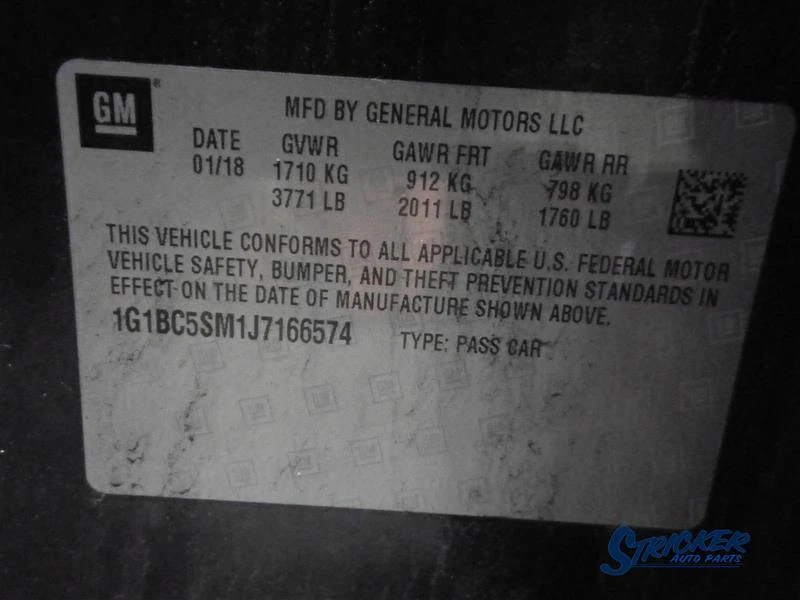 GM
MFD BY GENERAL MOTORS LLC
DATE GVWR GAWR FRT GAWR RR
01/18 1710 KG 912 KG 798 KG
3771 LB 2011 LB 1760 LB
THIS VEHICLE CONFORMS TO ALL APPLICABLE U.S. FEDERAL MOTOR
VEHICLE SAFETY, BUMPER, AND THEFT PREVENTION STANDARDS IN
EFFECT ON THE DATE OF MANUFACTURE SHOWN ABOVE.
1G1BC5SM1J7166574 TYPE: PASS CAR
STRICKER
AUTO PARTS